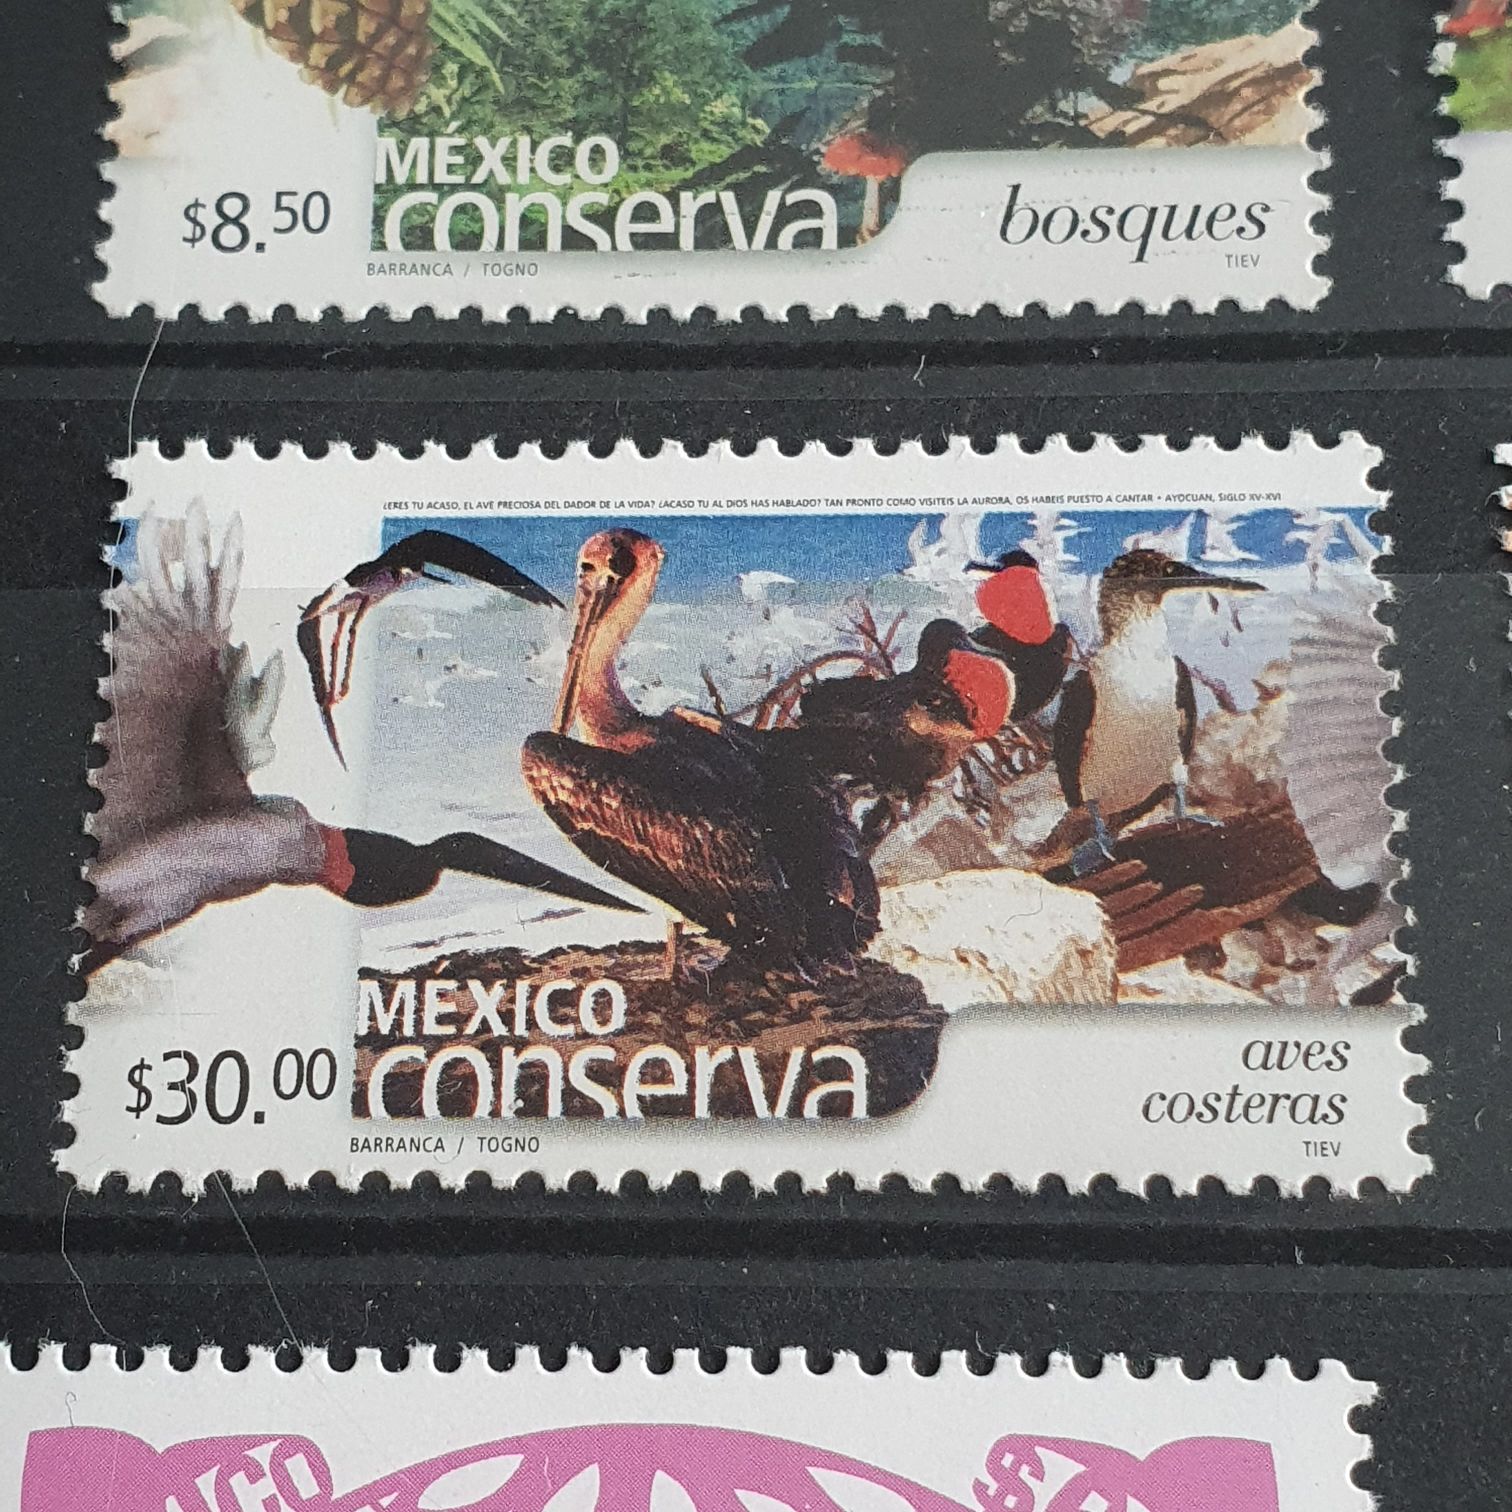 MÉXICO
conserva
$8.50
bosques
BARRANCA / TOGNO
TIEV
¿ERES TU ACASO, EL AVE PRECIOSA DEL DADOR DE LA VIDA? ¿ACASO TU AL DIOS HAS HABLADO? TAN PRONTO COMO VISITEIS LA AURORA, OS HABEIS PUESTO A CANTAR • AYOCUAN, SIGLO XV-XVI
MÉXICO
conserva
$30.00
aves
costeras
BARRANCA / TOGNO
TIEV